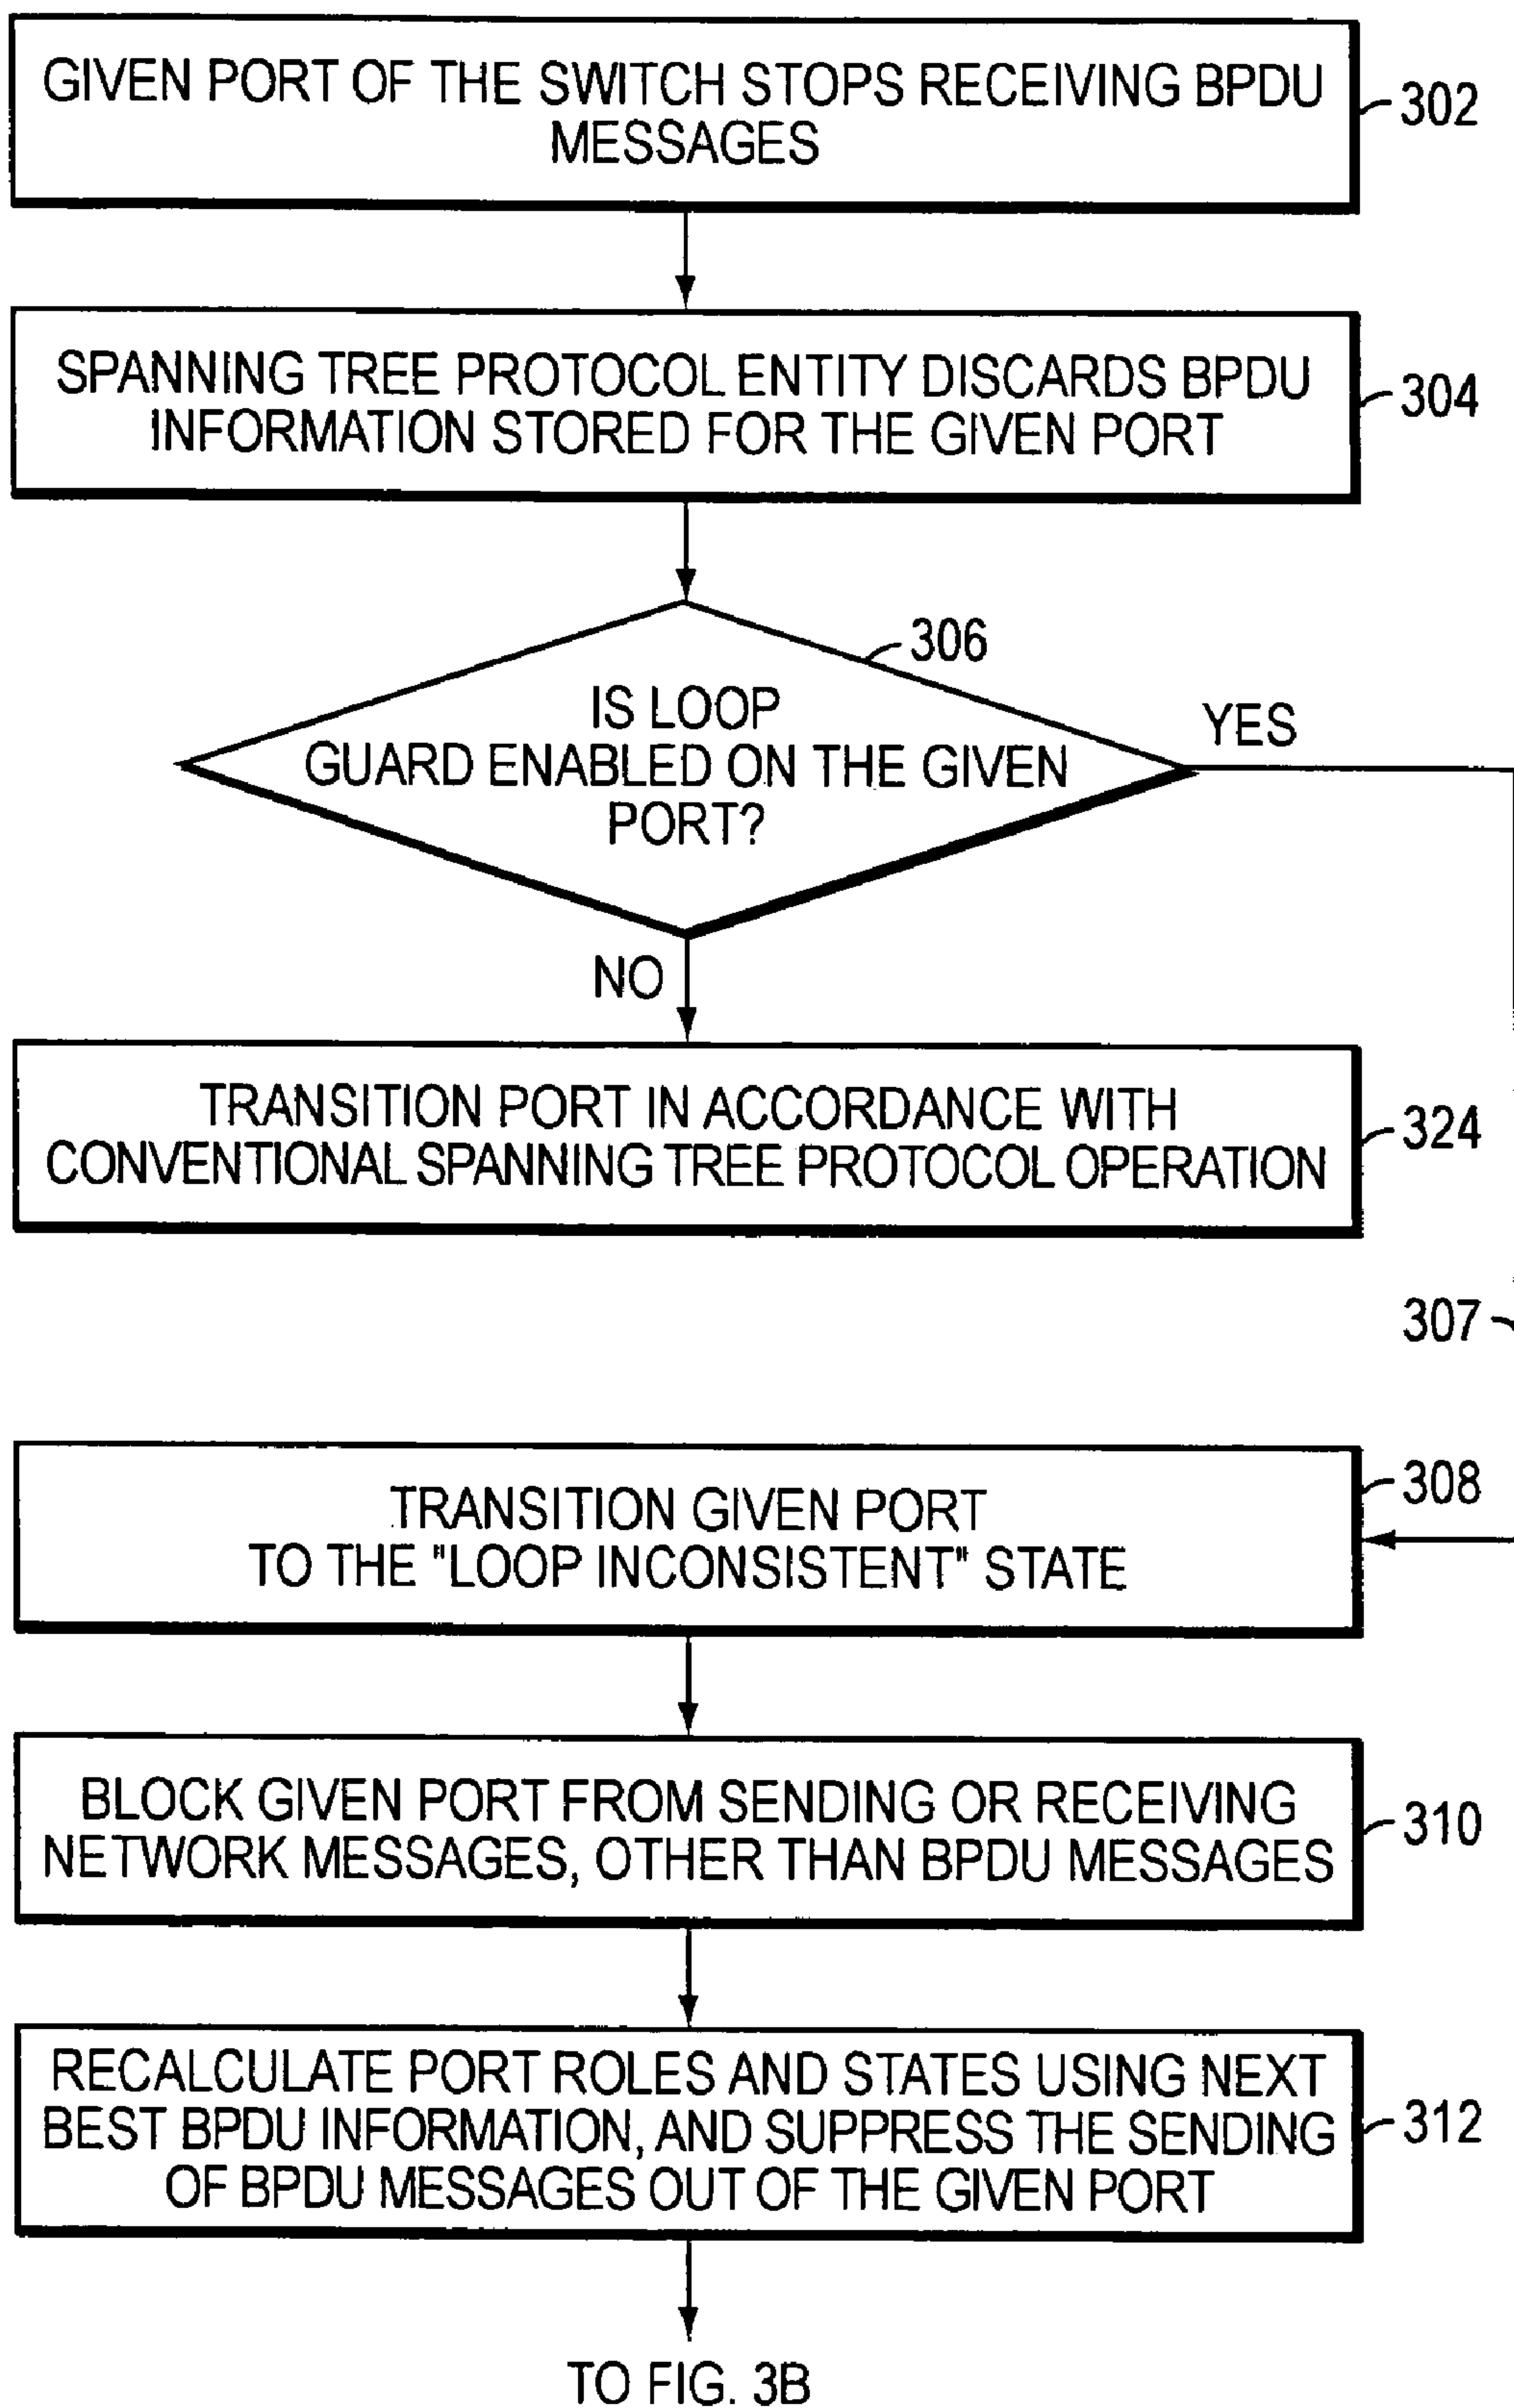 GIVEN PORT OF THE SWITCH STOPS RECEIVING BPDU
MESSAGES
302
SPANNING TREE PROTOCOL ENTITY DISCARDS BPDU
INFORMATION STORED FOR THE GIVEN PORT
304
306
IS LOOP
GUARD ENABLED ON THE GIVEN
PORT?
YES
NO
TRANSITION PORT IN ACCORDANCE WITH
CONVENTIONAL SPANNING TREE PROTOCOL OPERATION
324
307
TRANSITION GIVEN PORT
TO THE "LOOP INCONSISTENT" STATE
308
BLOCK GIVEN PORT FROM SENDING OR RECEIVING
NETWORK MESSAGES, OTHER THAN BPDU MESSAGES
310
RECALCULATE PORT ROLES AND STATES USING NEXT
BEST BPDU INFORMATION, AND SUPPRESS THE SENDING
OF BPDU MESSAGES OUT OF THE GIVEN PORT
312
TO FIG. 3B